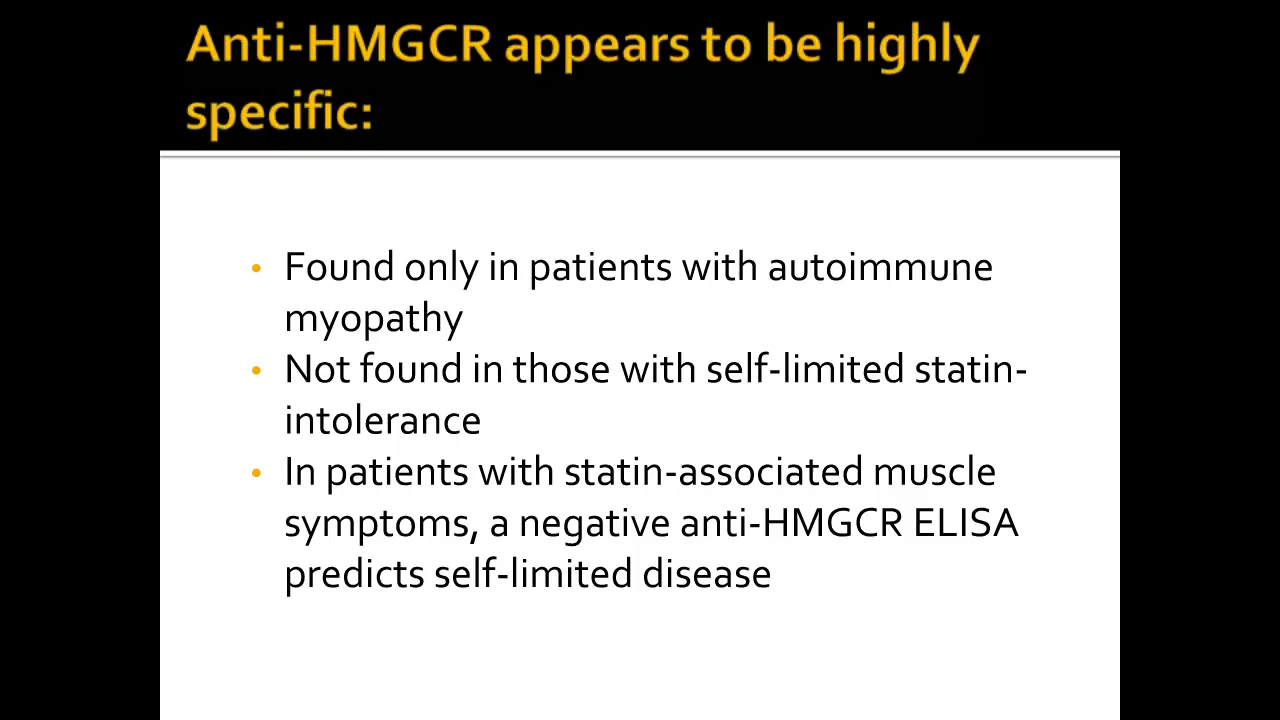 Anti-HMGCR appears to be highly
specific:
• Found only in patients with autoimmune
myopathy
• Not found in those with self-limited statin-
intolerance
• In patients with statin-associated muscle
symptoms, a negative anti-HMGCR ELISA
predicts self-limited disease